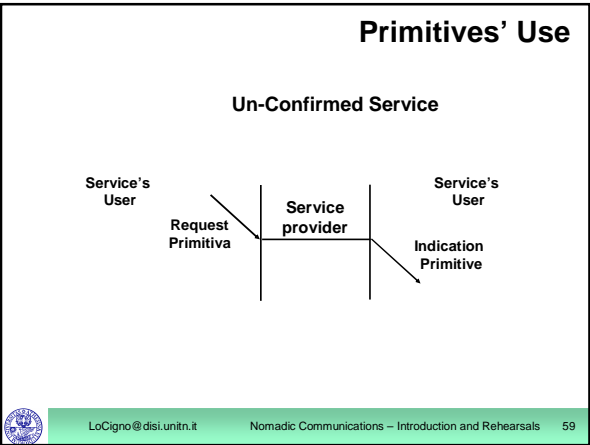 Primitives' Use
Un-Confirmed Service
Service's
User
Request
Primitiva
Service
provider
Service's
User
Indication
Primitive
LoCigno@disi.unitn.it Nomadic Communications – Introduction and Rehearsals 59